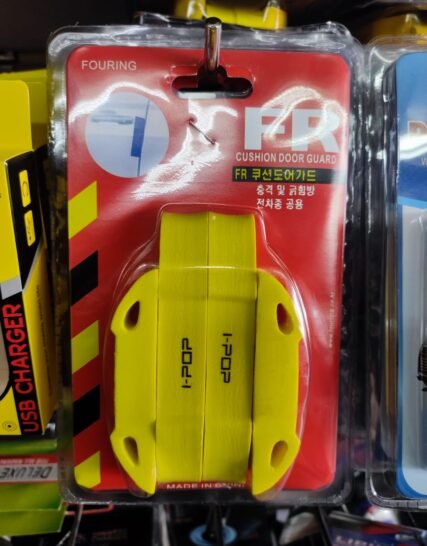 FOURING
FR
CUSHION DOOR GUARD
FR 쿠션도어가드
충격 및 긁힘방
전차종 공용
I-POP
I-POP
MADE IN
USB CHARGER
DELUXE